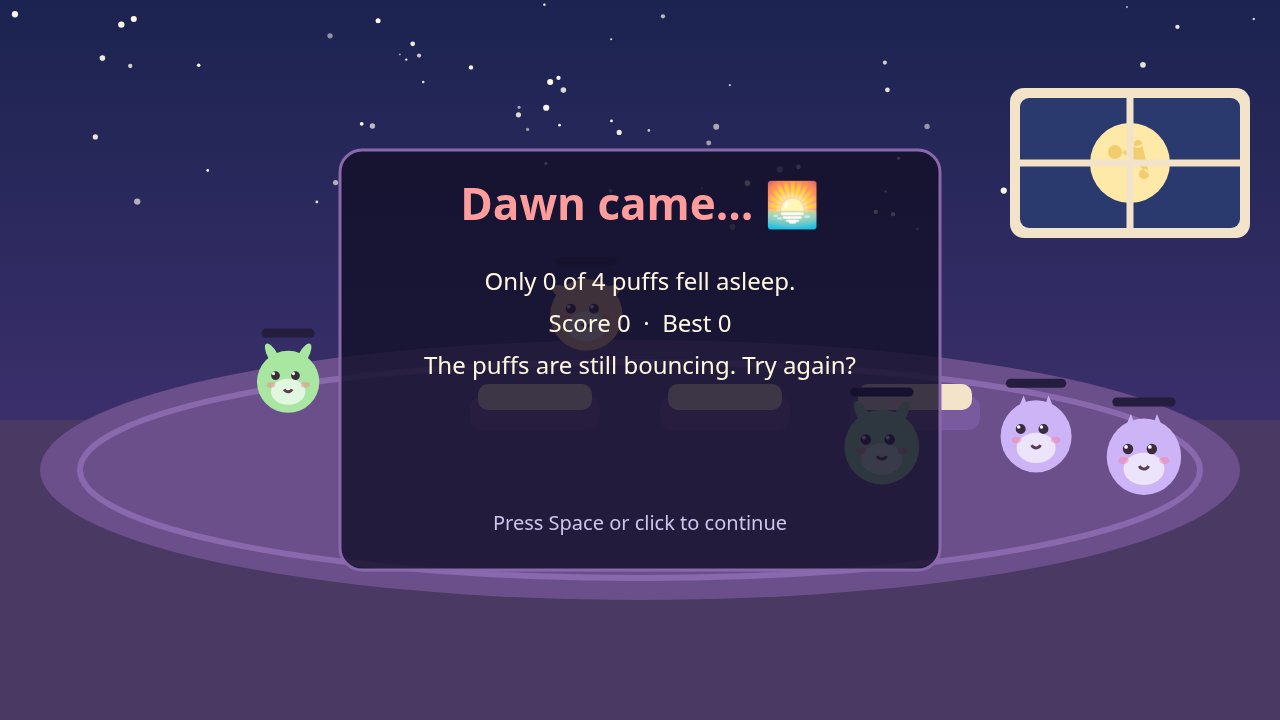 Dawn came... 🌅
Only 0 of 4 puffs fell asleep.
Score 0 · Best 0
The puffs are still bouncing. Try again?
Press Space or click to continue